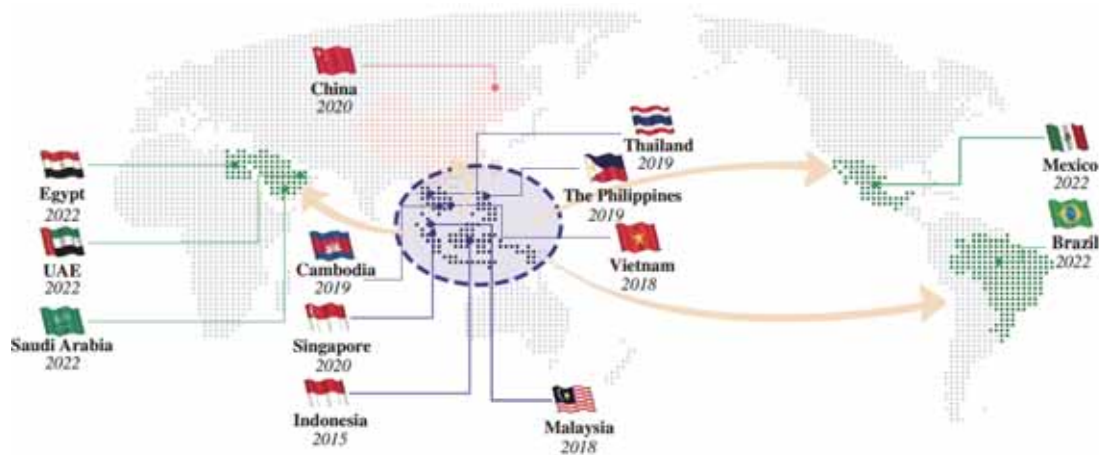 China
2020
Thailand
2019
Egypt
2022
The Philippines
2019
Mexico
2022
UAE
2022
Cambodia
2019
Vietnam
2018
Brazil
2022
Saudi Arabia
2022
Singapore
2020
Indonesia
2015
Malaysia
2018